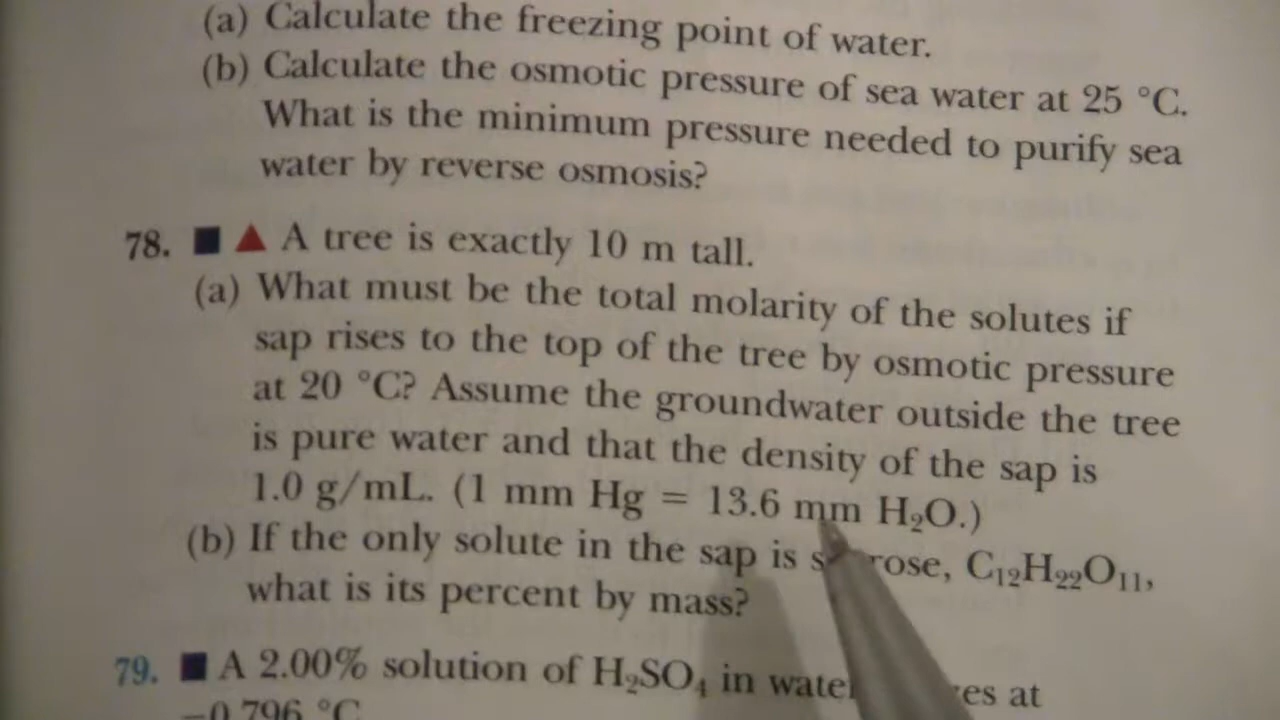 (a) Calculate the freezing point of water.
(b) Calculate the osmotic pressure of sea water at 25 °C.
What is the minimum pressure needed to purify sea
water by reverse osmosis?
78. ■ ▲ A tree is exactly 10 m tall.
(a) What must be the total molarity of the solutes if
sap rises to the top of the tree by osmotic pressure
at 20 °C? Assume the groundwater outside the tree
is pure water and that the density of the sap is
1.0 g/mL. (1 mm Hg = 13.6 mm H₂O.)
(b) If the only solute in the sap is rose, C₁₂H₂₂O₁₁,
what is its percent by mass?
79. ■ A 2.00% solution of H₂SO₄ in at
−0.796 °C